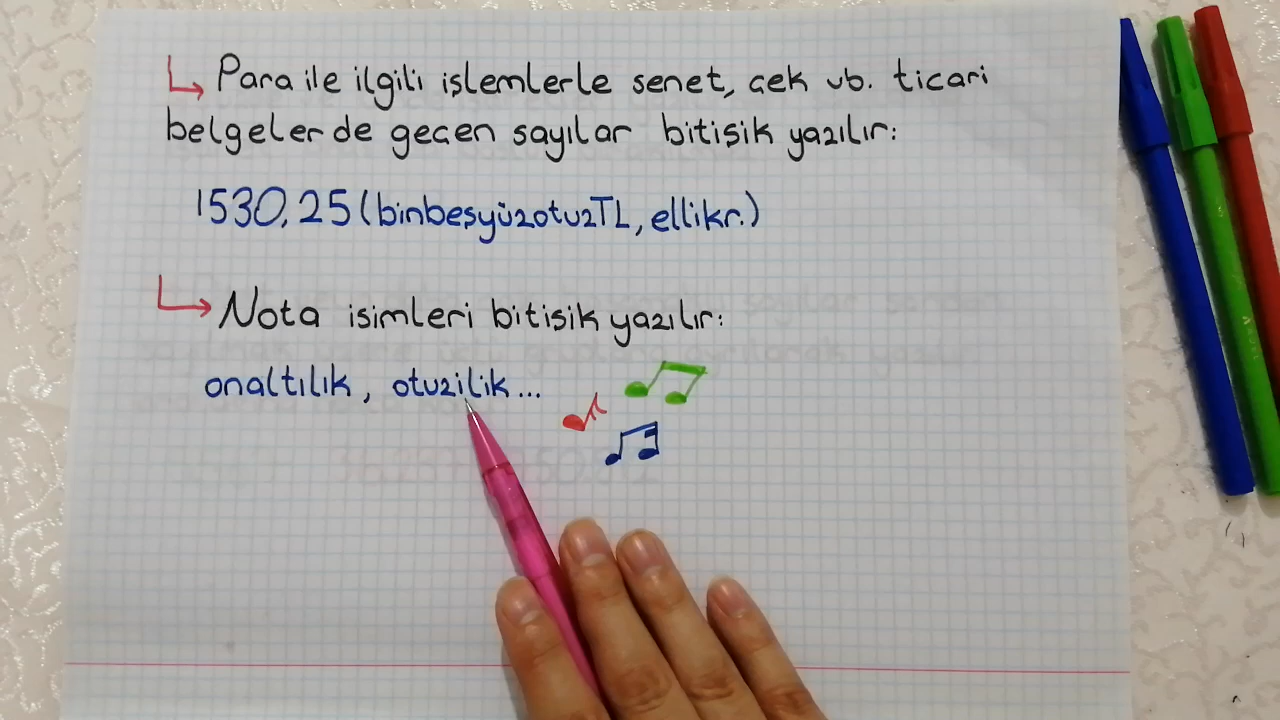 Para ile ilgili işlemlerle senet, çek vb. ticari
belgelerde geçen sayılar bitişik yazılır:
1530,25 (binbeşyüzotuzTL, ellikr.)
Nota isimleri bitişik yazılır:
onaltılık, otuzilik...